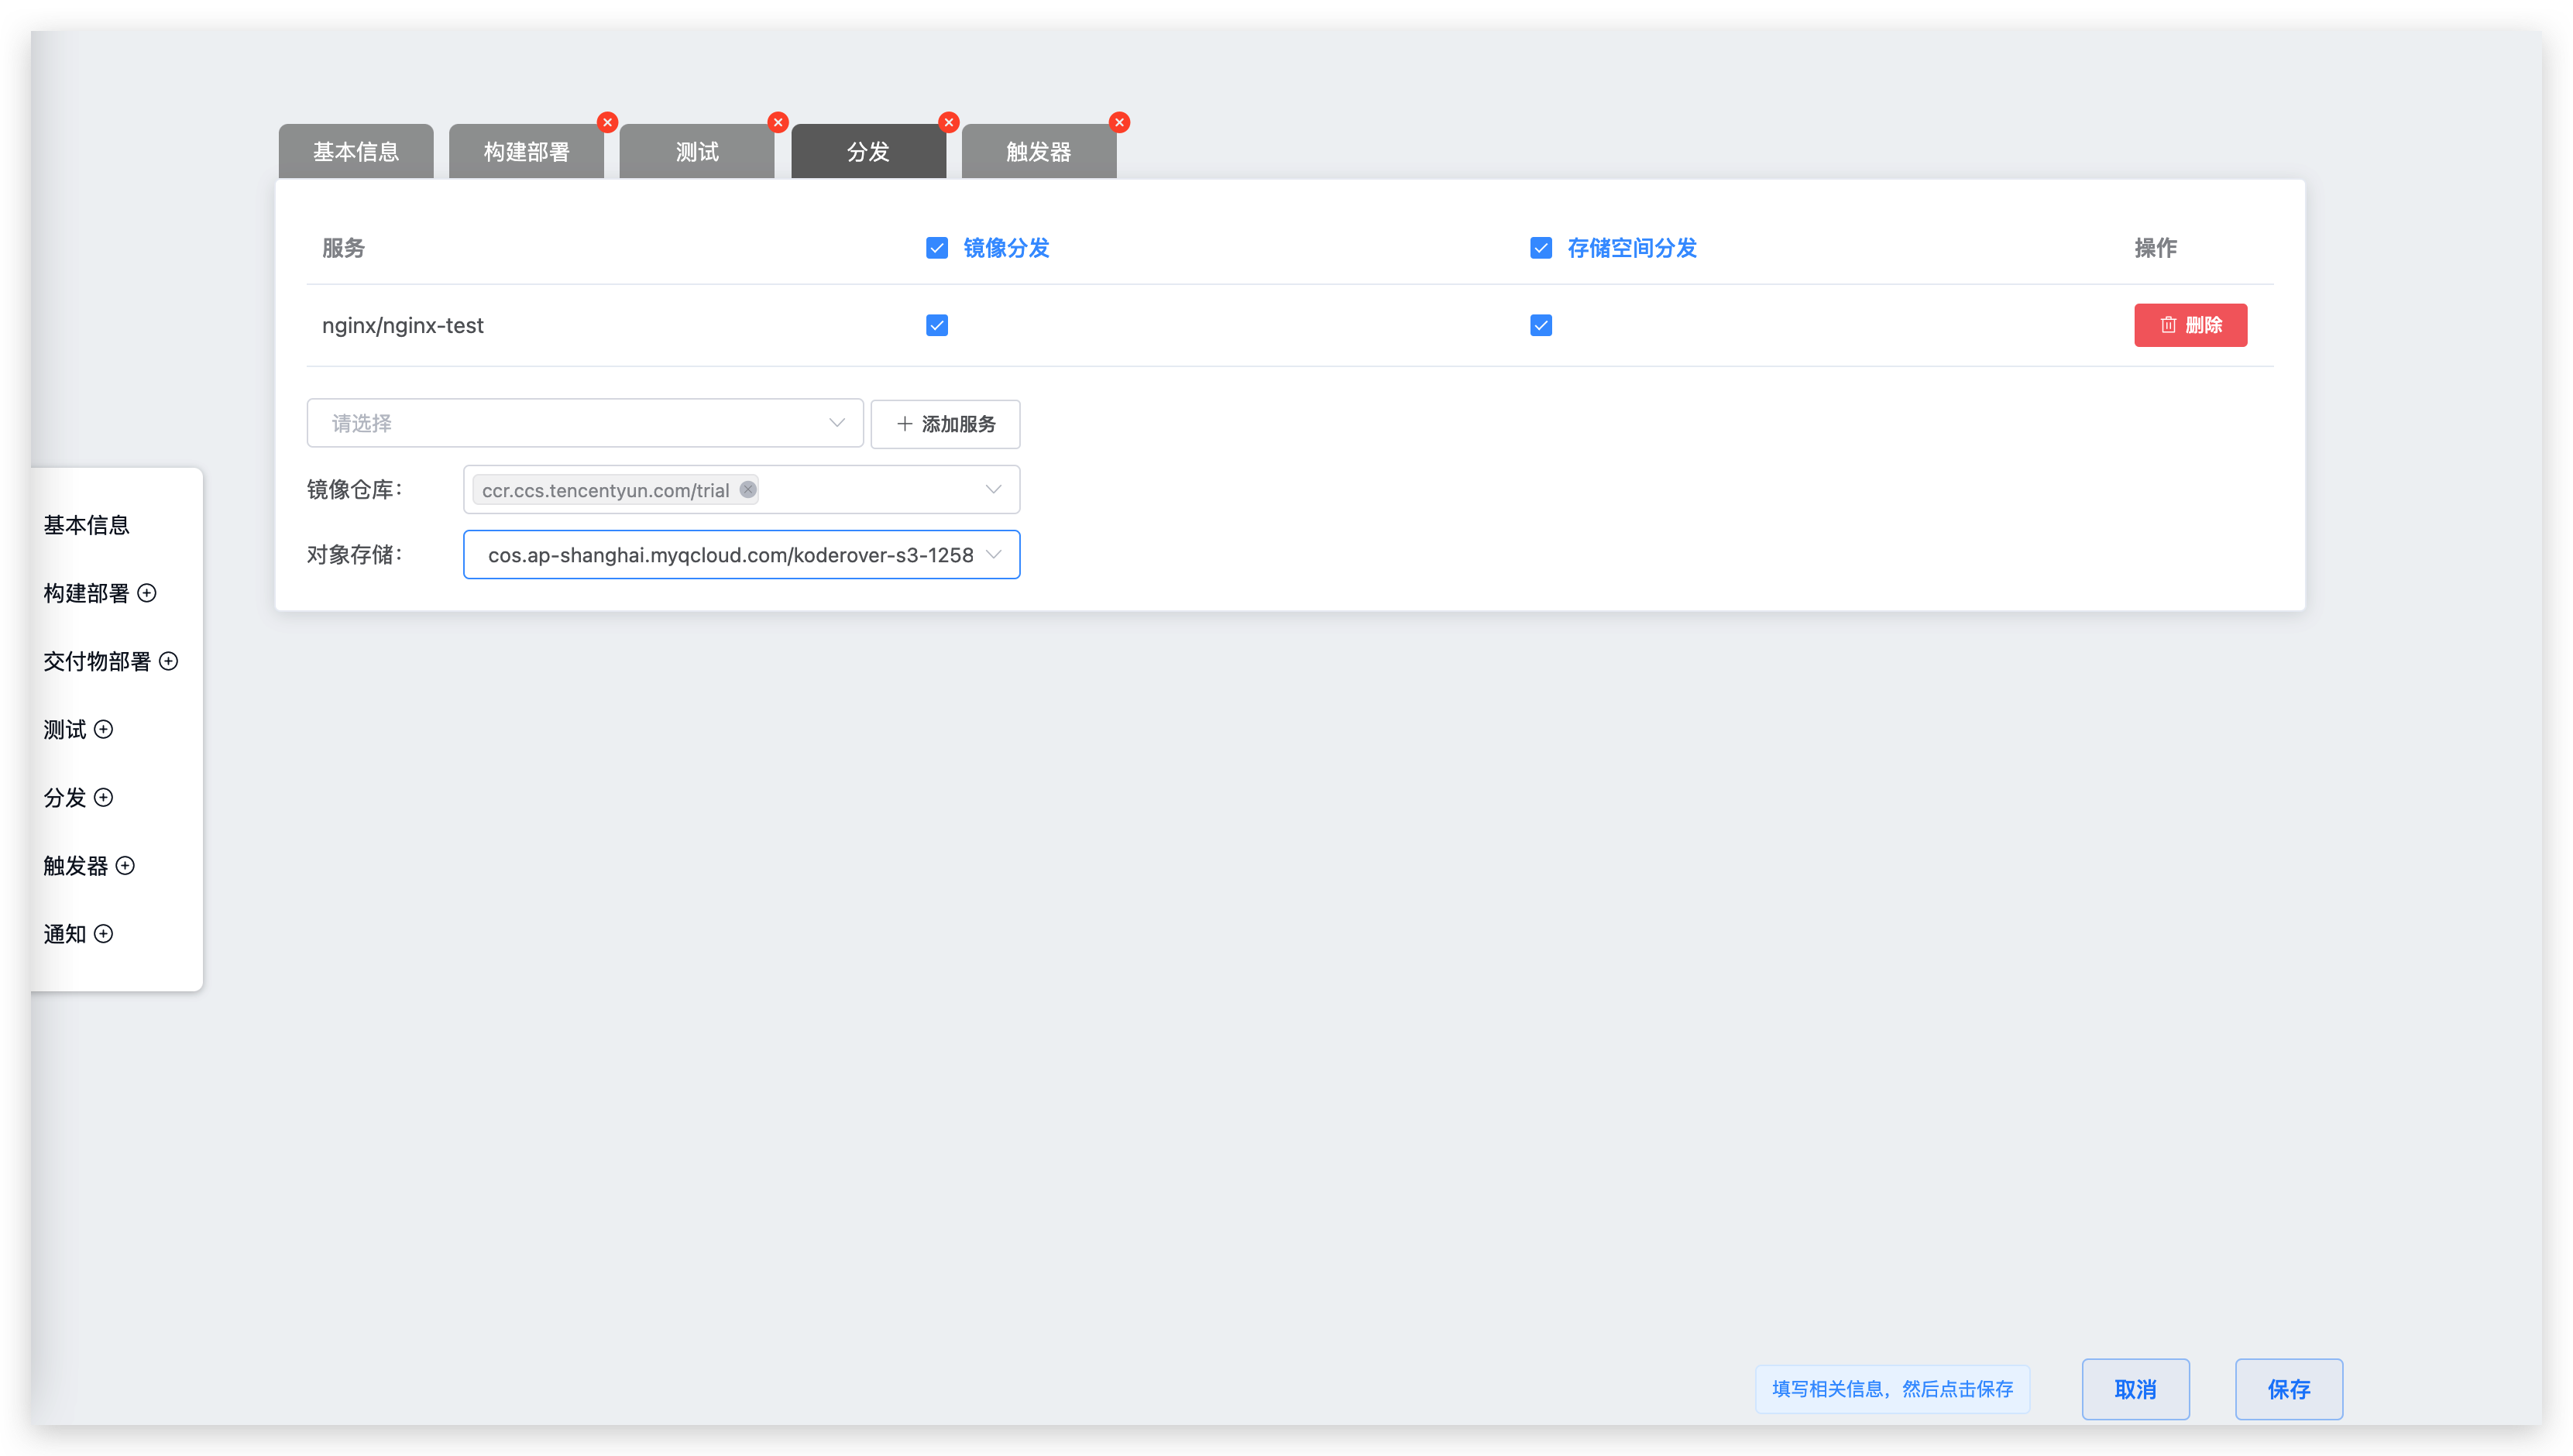 基本信息
构建部署
测试
分发
触发器
服务
镜像分发
存储空间分发
操作
nginx/nginx-test
删除
请选择
添加服务
镜像仓库：
ccr.ccs.tencentyun.com/trial
对象存储：
cos.ap-shanghai.myqcloud.com/koderover-s3-1258
基本信息
构建部署
交付物部署
测试
分发
触发器
通知
填写相关信息，然后点击保存
取消
保存